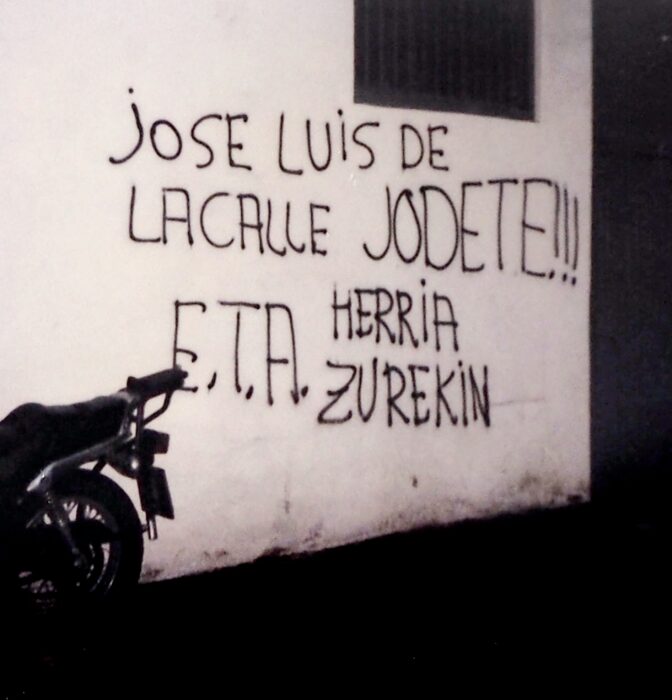 JOSE LUiS DE
LACALLE JODETE!!!
E.T.A. HERRiA
ZUREKiN